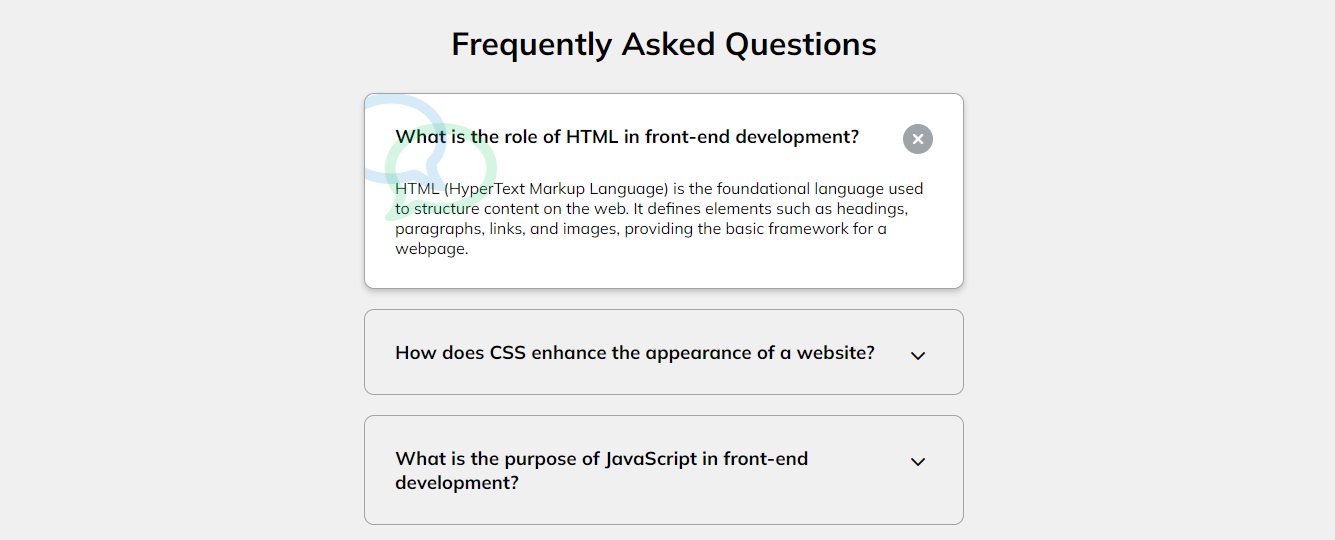 Frequently Asked Questions
What is the role of HTML in front-end development?
HTML (HyperText Markup Language) is the foundational language used
to structure content on the web. It defines elements such as headings,
paragraphs, links, and images, providing the basic framework for a
webpage.
How does CSS enhance the appearance of a website?
What is the purpose of JavaScript in front-end
development?